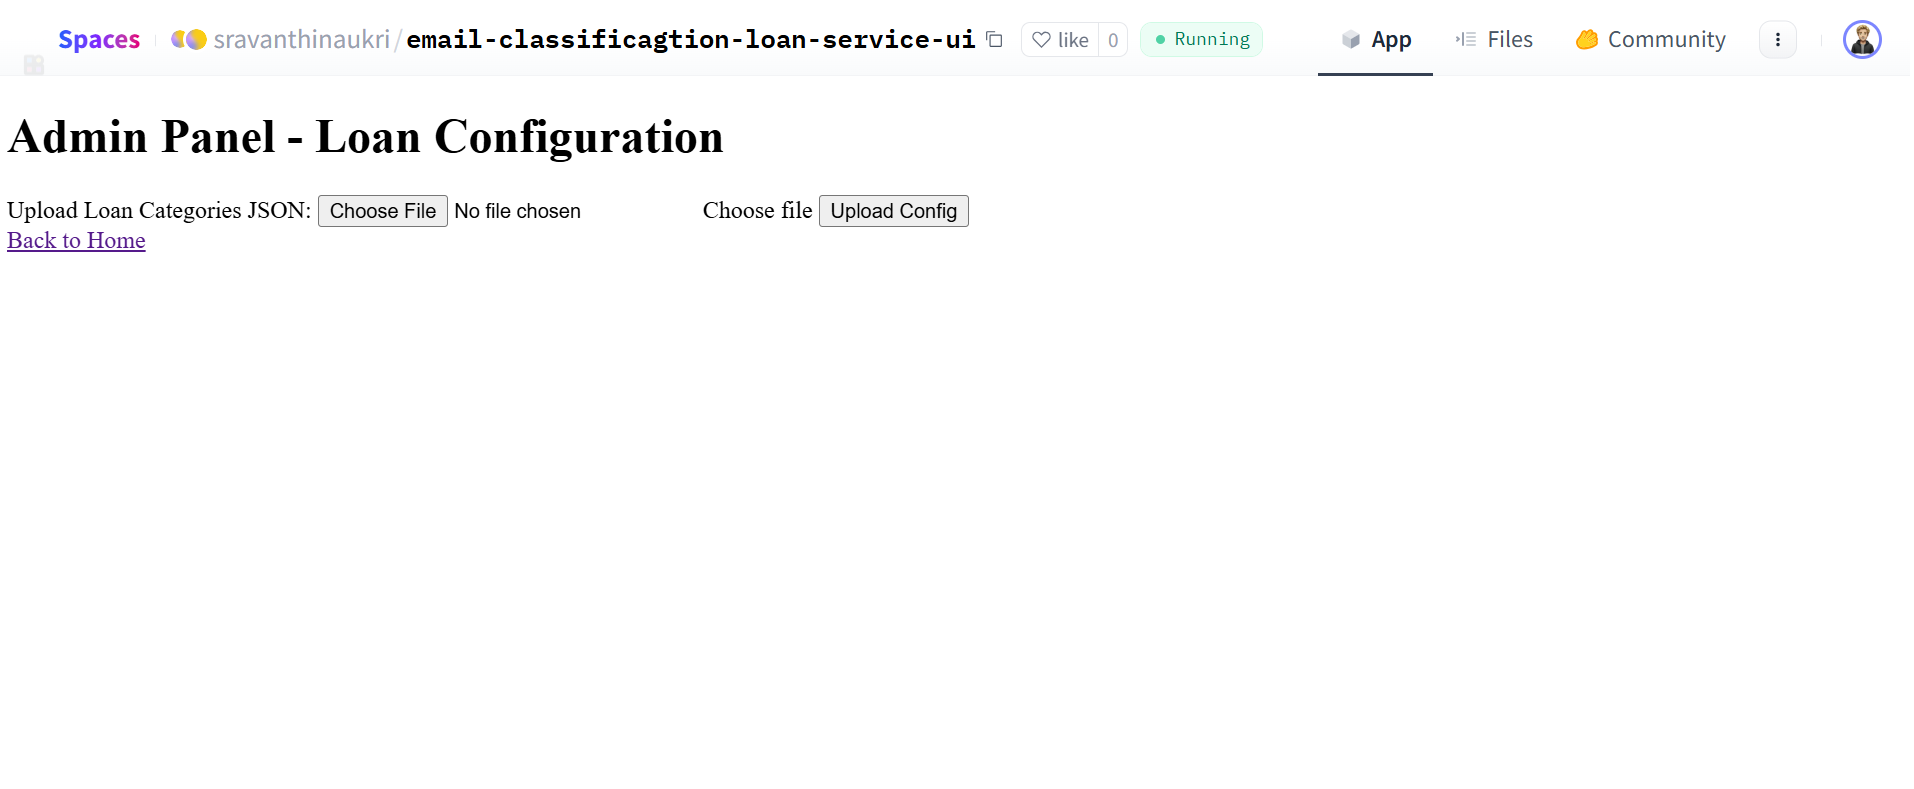 Spaces sravanthinaukri/email-classificagtion-loan-service-ui like 0 Running App Files Community
Admin Panel - Loan Configuration
Upload Loan Categories JSON: Choose File No file chosen Choose file Upload Config
Back to Home